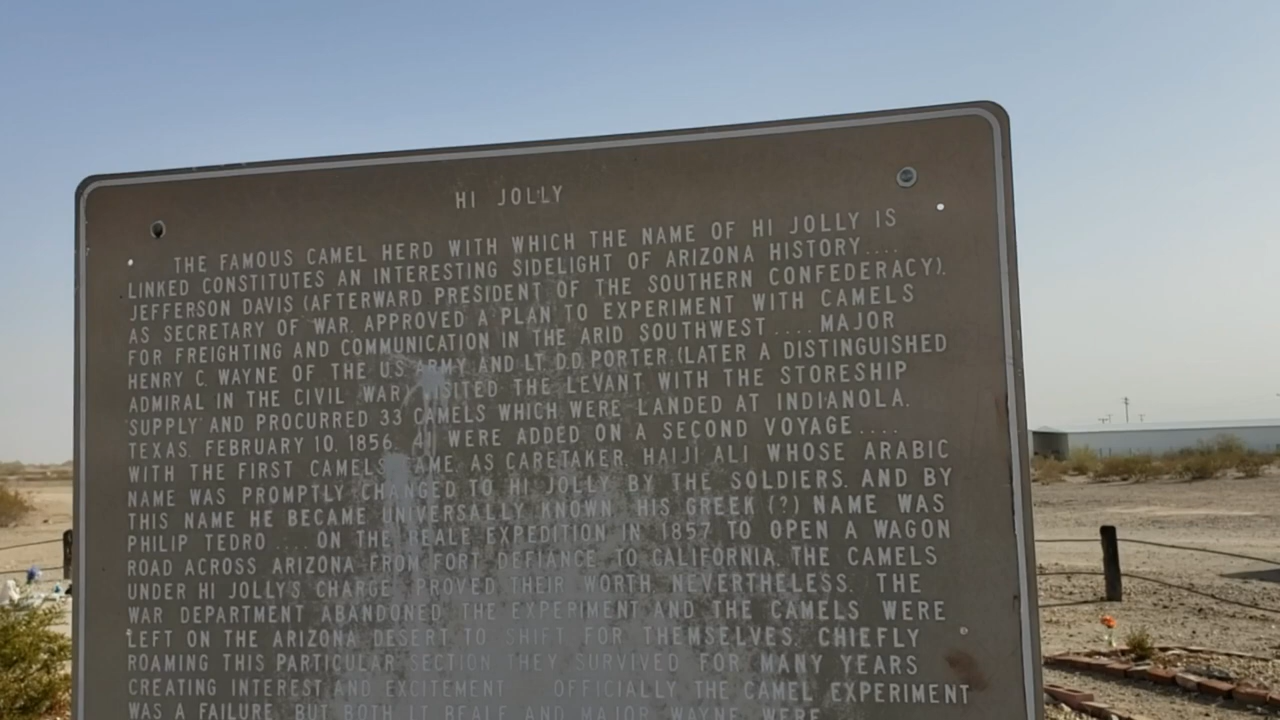 HI JOLLY
THE FAMOUS CAMEL HERD WITH WHICH THE NAME OF HI JOLLY IS
LINKED CONSTITUTES AN INTERESTING SIDELIGHT OF ARIZONA HISTORY....
JEFFERSON DAVIS (AFTERWARD PRESIDENT OF THE SOUTHERN CONFEDERACY).
AS SECRETARY OF WAR, APPROVED A PLAN TO EXPERIMENT WITH CAMELS
FOR FREIGHTING AND COMMUNICATION IN THE ARID SOUTHWEST.... MAJOR
HENRY C. WAYNE OF THE U.S ARMY AND LT. D.D.PORTER (LATER A DISTINGUISHED
ADMIRAL IN THE CIVIL WAR) VISITED THE LEVANT WITH THE STORESHIP
'SUPPLY' AND PROCURRED 33 CAMELS WHICH WERE LANDED AT INDIANOLA.
TEXAS. FEBRUARY 10, 1856. 41 WERE ADDED ON A SECOND VOYAGE....
WITH THE FIRST CAMELS CAME, AS CARETAKER, HAIJI ALI WHOSE ARABIC
NAME WAS PROMPTLY CHANGED TO HI JOLLY BY THE SOLDIERS. AND BY
THIS NAME HE BECAME UNIVERSALLY KNOWN. HIS GREEK (?) NAME WAS
PHILIP TEDRO.... ON THE BEALE EXPEDITION IN 1857 TO OPEN A WAGON
ROAD ACROSS ARIZONA FROM FORT DEFIANCE TO CALIFORNIA. THE CAMELS
UNDER HI JOLLY'S CHARGE PROVED THEIR WORTH. NEVERTHELESS. THE
WAR DEPARTMENT ABANDONED THE EXPERIMENT AND THE CAMELS WERE
LEFT ON THE ARIZONA DESERT TO SHIFT FOR THEMSELVES. CHIEFLY
ROAMING THIS PARTICULAR SECTION THEY SURVIVED FOR MANY YEARS
CREATING INTEREST AND EXCITEMENT OFFICIALLY THE CAMEL EXPERIMENT
WAS A FAILURE, BUT BOTH LT. BEALE AND MAJOR WAYNE WERE